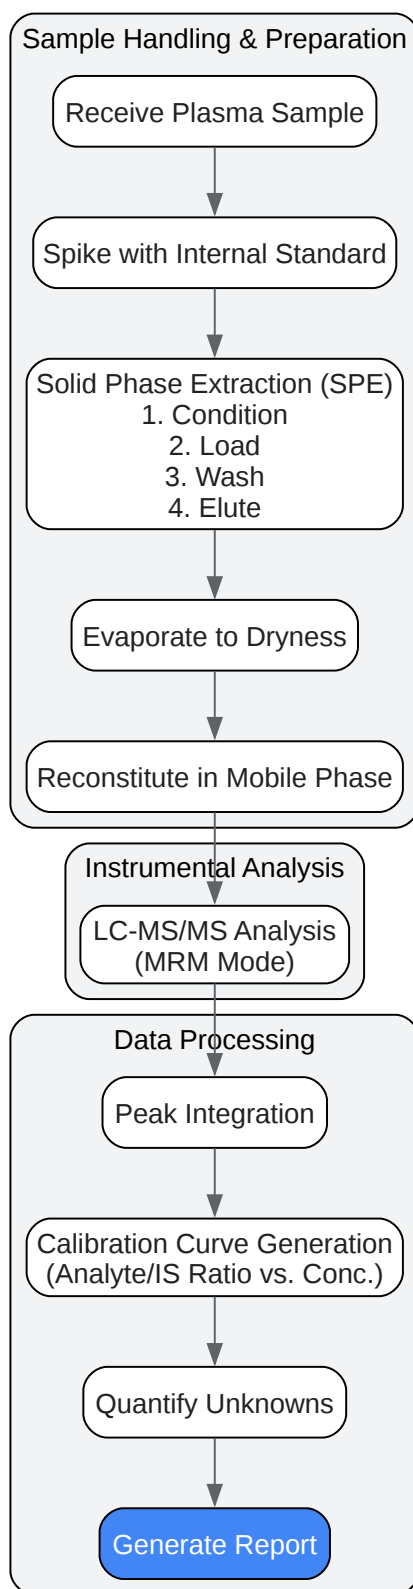 Sample Handling & Preparation
Receive Plasma Sample
Spike with Internal Standard
Solid Phase Extraction (SPE)
1. Condition
2. Load
3. Wash
4. Elute
Evaporate to Dryness
Reconstitute in Mobile Phase
Instrumental Analysis
LC-MS/MS Analysis
(MRM Mode)
Data Processing
Peak Integration
Calibration Curve Generation
(Analyte/IS Ratio vs. Conc.)
Quantify Unknowns
Generate Report